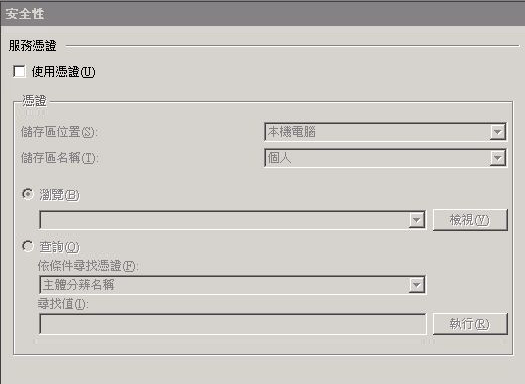 安全性
服務憑證
使用憑證(U)
憑證
儲存區位置(S):
本機電腦
儲存區名稱(T):
個人
瀏覽(B)
檢視(V)
查詢(Q)
依條件尋找憑證(F):
主體分辨名稱
尋找值(I):
執行(R)